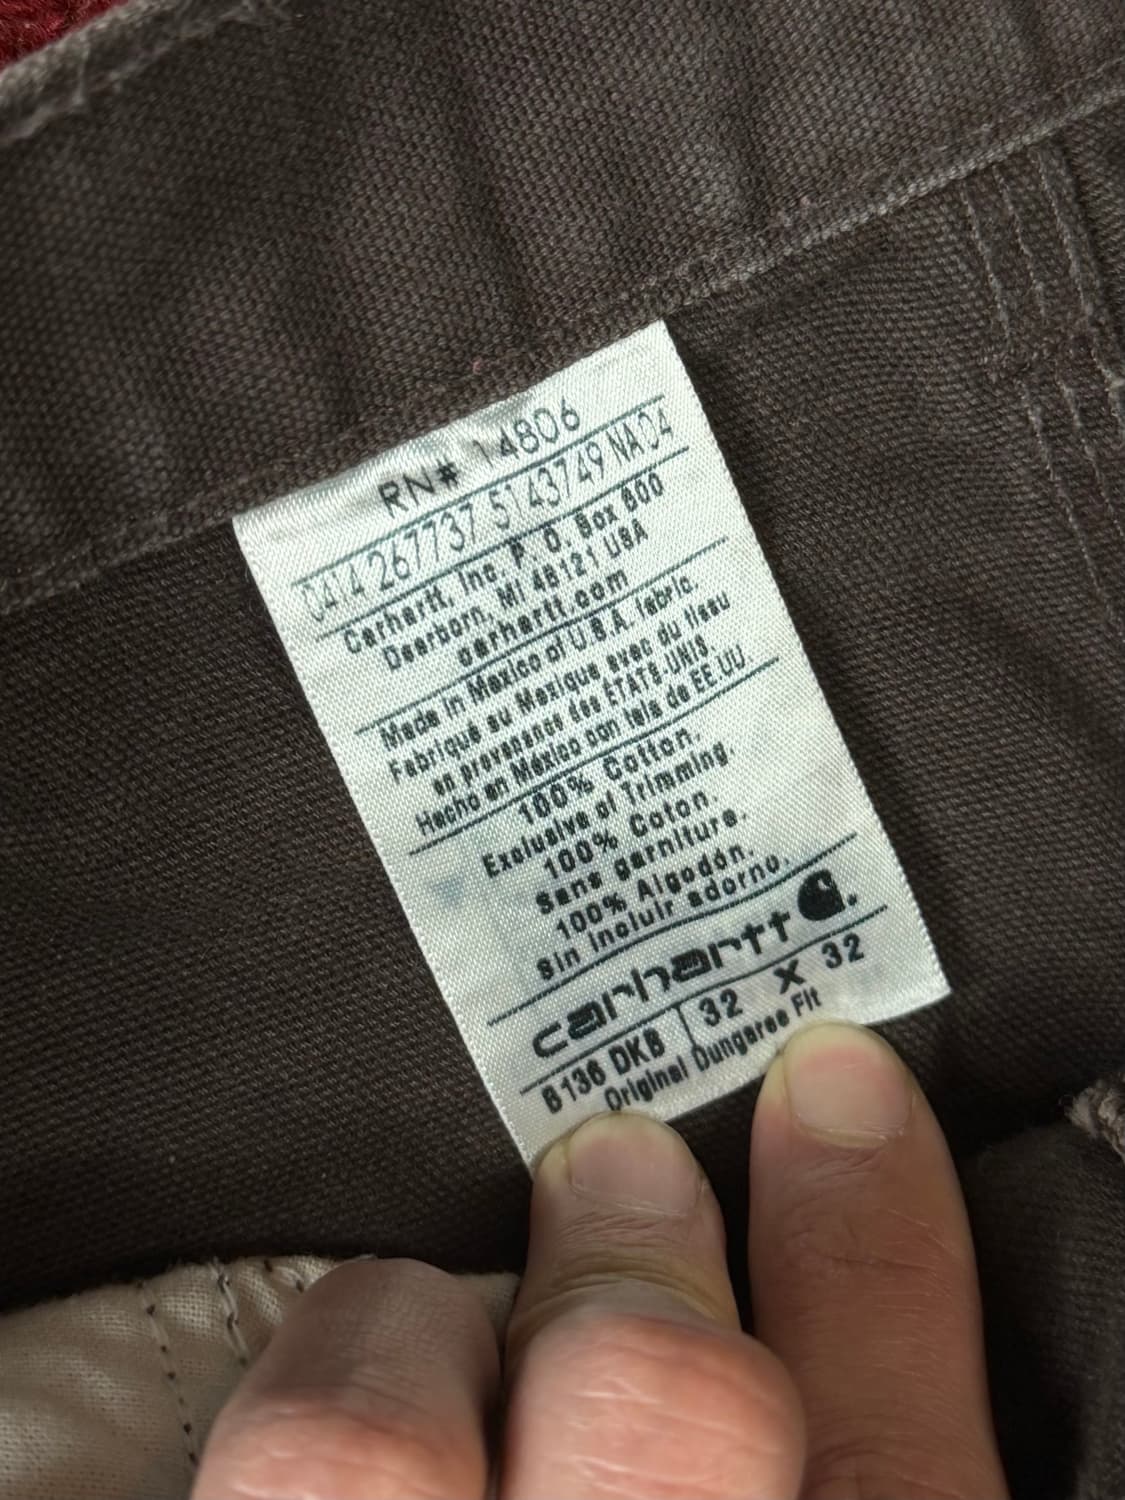 RN# 14806
0414 267737 5143749 NA04
Carhartt, Inc. P. O. Box 600
Dearborn, MI 48121 USA
carhartt.com
Made in Mexico of U.S.A. fabric.
Fabriqué au Mexique avec du tissu
en provenance des ÉTATS-UNIS
Hecho en México con tela de EE.UU
100% Cotton.
Exclusive of Trimming.
100% Coton.
Sans garniture.
100% Algodón.
Sin incluir adorno.
carhartt
B136 DKB 32 X 32
Original Dungaree Fit